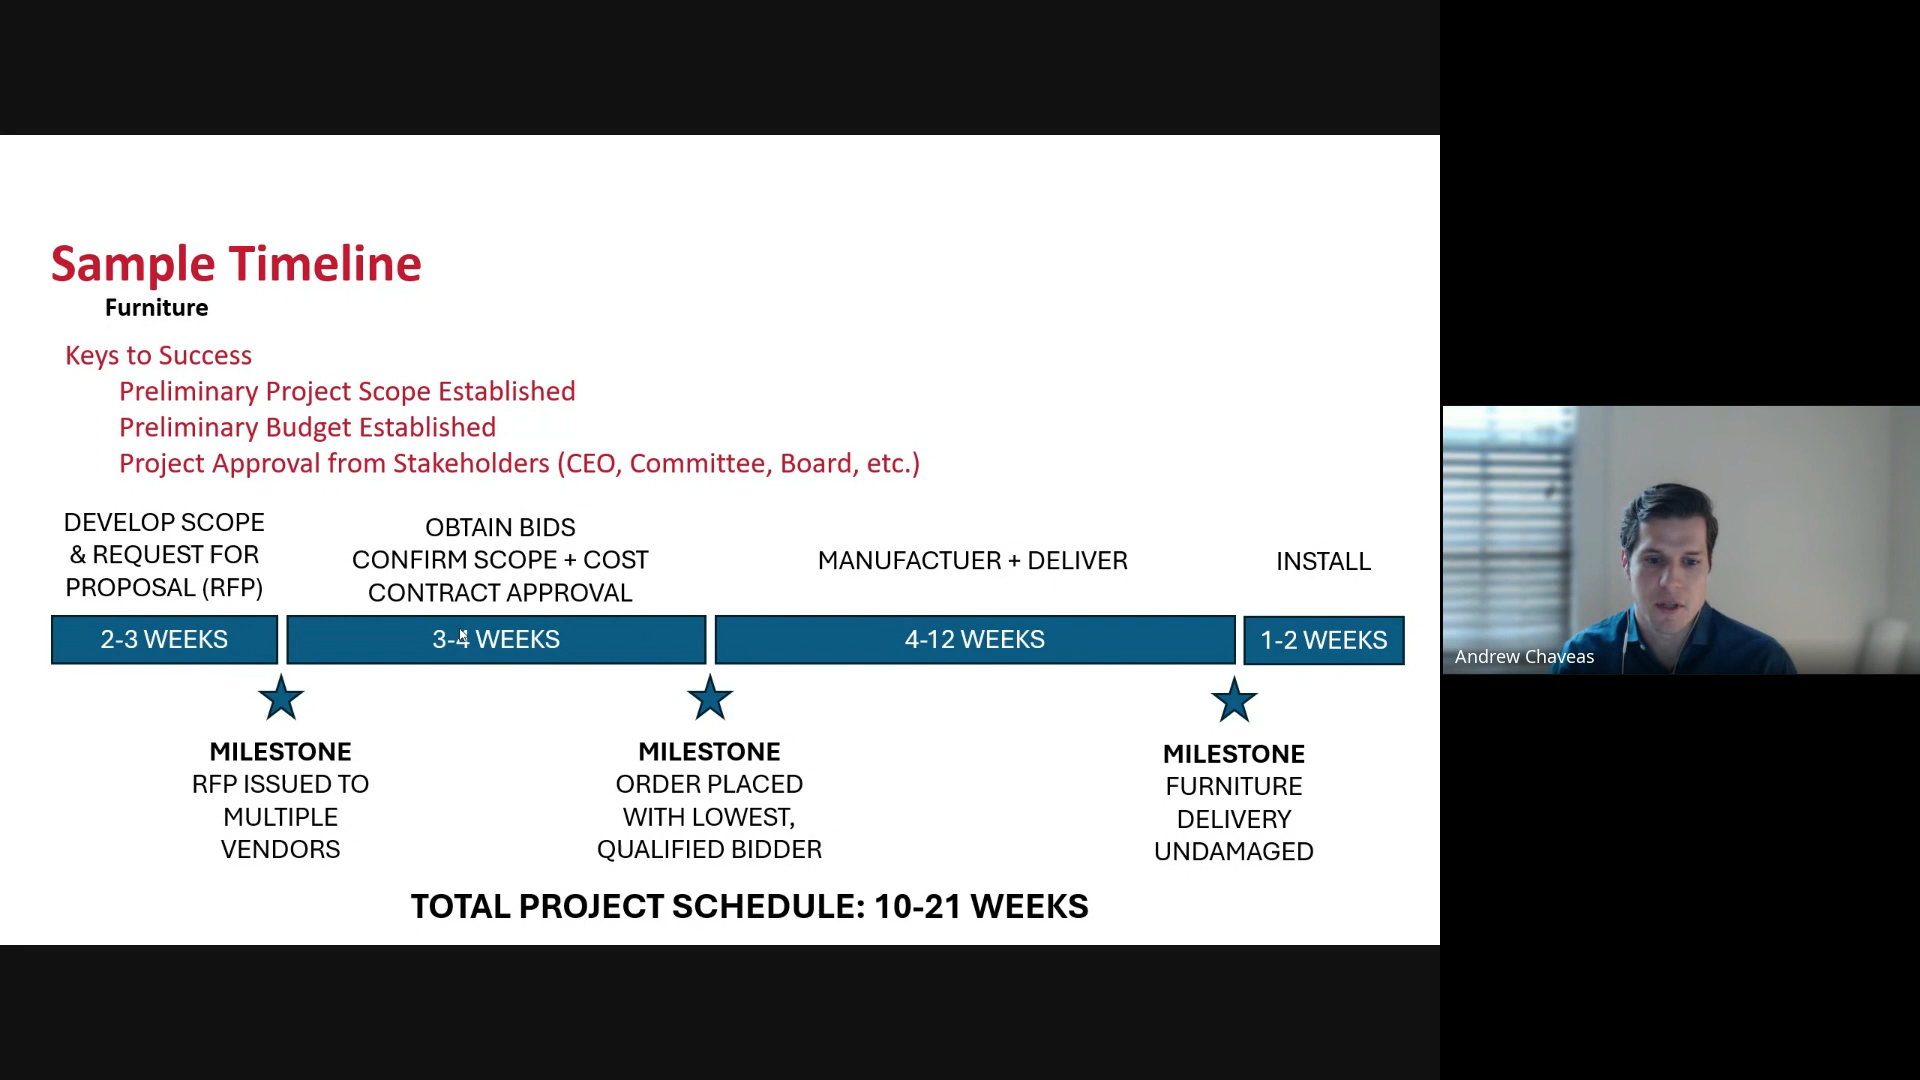 Sample Timeline
Furniture
Keys to Success
Preliminary Project Scope Established
Preliminary Budget Established
Project Approval from Stakeholders (CEO, Committee, Board, etc.)
DEVELOP SCOPE
& REQUEST FOR
PROPOSAL (RFP)
OBTAIN BIDS
CONFIRM SCOPE + COST
CONTRACT APPROVAL
MANUFACTUER + DELIVER
INSTALL
2-3 WEEKS
3-4 WEEKS
4-12 WEEKS
1-2 WEEKS
MILESTONE
RFP ISSUED TO
MULTIPLE
VENDORS
MILESTONE
ORDER PLACED
WITH LOWEST,
QUALIFIED BIDDER
MILESTONE
FURNITURE
DELIVERY
UNDAMAGED
TOTAL PROJECT SCHEDULE: 10-21 WEEKS
Andrew Chaveas